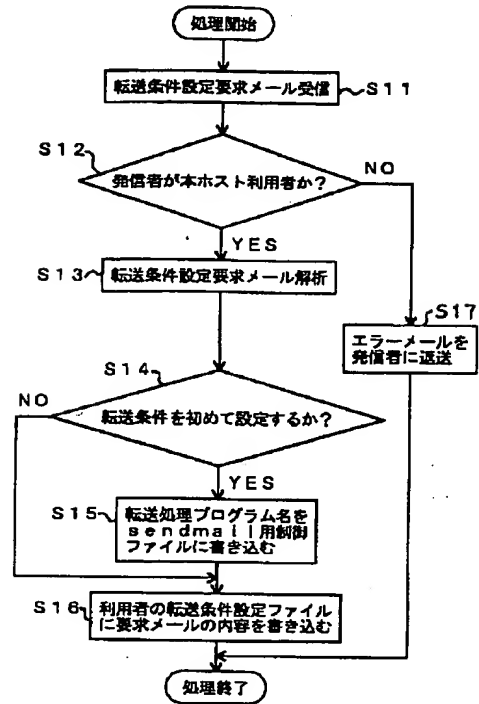 処理開始
転送条件設定要求メール受信
S11
S12
発信者が本ホスト利用者か?
NO
YES
S13
転送条件設定要求メール解析
S17
エラーメールを
発信者に返送
S14
NO
転送条件を初めて設定するか?
YES
S15
転送処理プログラム名を
sendmail用制御
ファイルに書き込む
S16
利用者の転送条件設定ファイル
に要求メールの内容を書き込む
処理終了